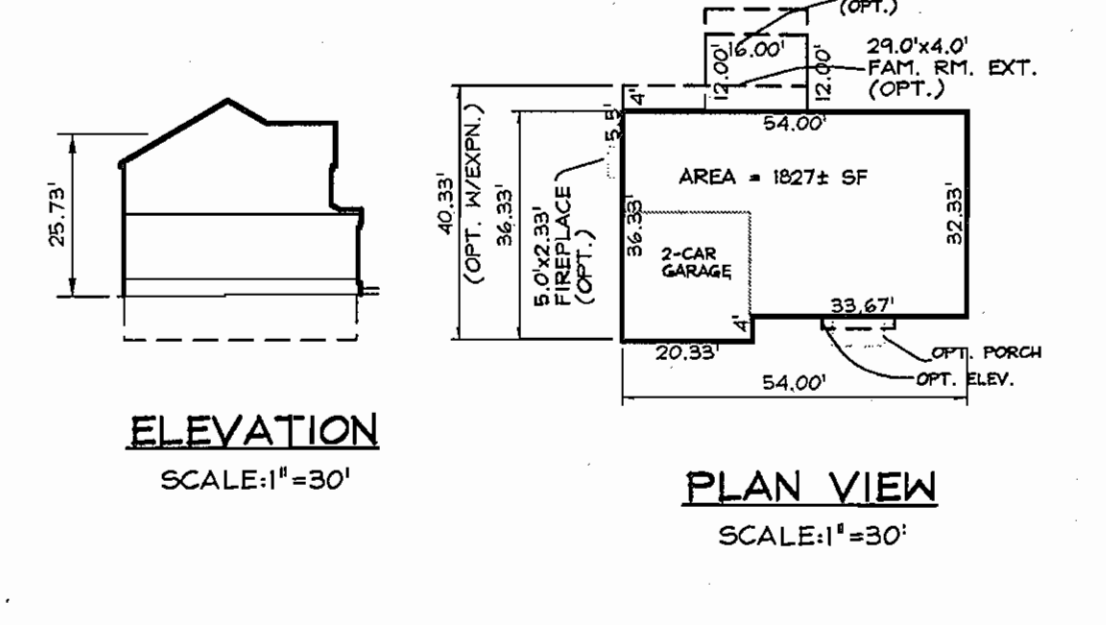 (OPT.)
16.00'
12.00'
12.00'
29.0'x4.0'
FAM. RM. EXT.
(OPT.)
4'
5.5'
54.00'
AREA = 1827± SF
25.73'
40.33'
(OPT. W/EXPN.)
36.33'
5.0'x2.33'
FIREPLACE
(OPT.)
36.33'
2-CAR
GARAGE
32.33'
33.67'
4'
20.33'
OPT. PORCH
OPT. ELEV.
54.00'
ELEVATION
SCALE:1"=30'
PLAN VIEW
SCALE:1"=30'